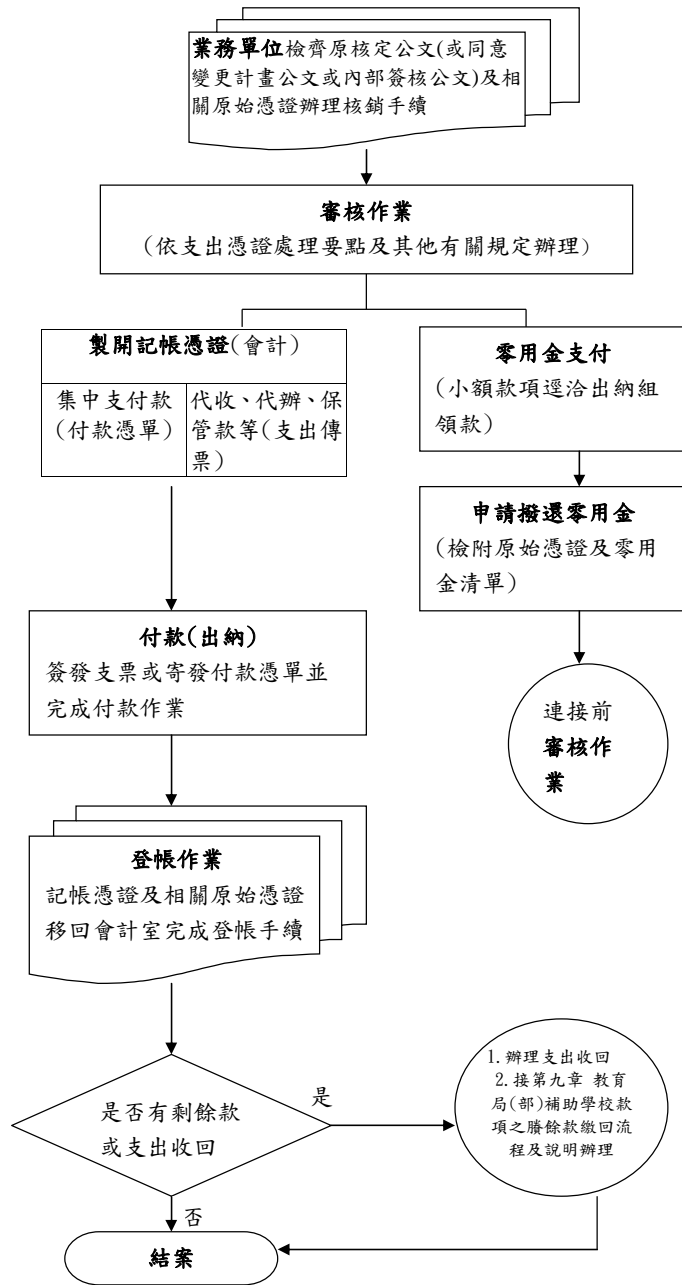 業務單位檢齊原核定公文(或同意
變更計畫公文或內部簽核公文)及相
關原始憑證辦理核銷手續
審核作業
(依支出憑證處理要點及其他有關規定辦理)
製開記帳憑證(會計)
集中支付款
(付款憑單)
代收、代辦、保
管款等(支出傳
票)
零用金支付
(小額款項逕洽出納組
領款)
申請撥還零用金
(檢附原始憑證及零用
金清單)
連接前
審核作
業
付款(出納)
簽發支票或寄發付款憑單並
完成付款作業
登帳作業
記帳憑證及相關原始憑證
移回會計室完成登帳手續
是否有剩餘款
或支出收回
是
1.辦理支出收回
2.接第九章 教育
局(部)補助學校款
項之賸餘款繳回流
程及說明辦理
否
結案